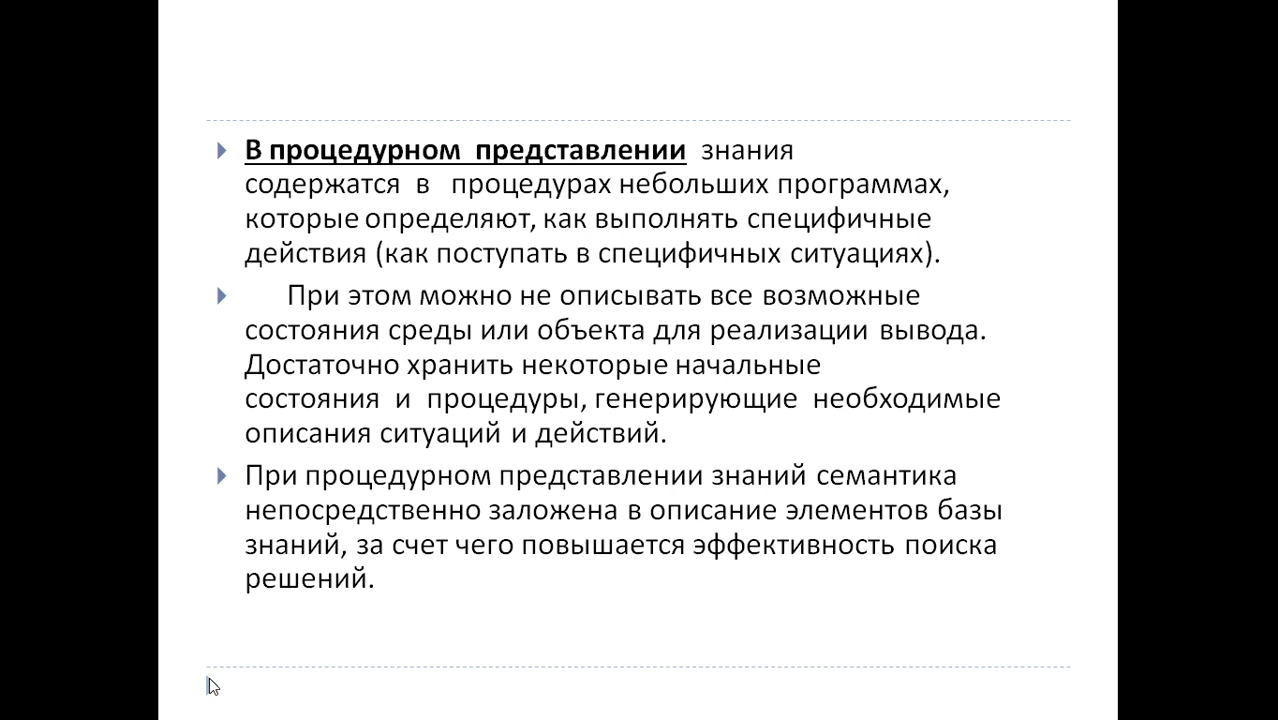 В процедурном представлении знания
содержатся в процедурах небольших программах,
которые определяют, как выполнять специфичные
действия (как поступать в специфичных ситуациях).
При этом можно не описывать все возможные
состояния среды или объекта для реализации вывода.
Достаточно хранить некоторые начальные
состояния и процедуры, генерирующие необходимые
описания ситуаций и действий.
При процедурном представлении знаний семантика
непосредственно заложена в описание элементов базы
знаний, за счет чего повышается эффективность поиска
решений.